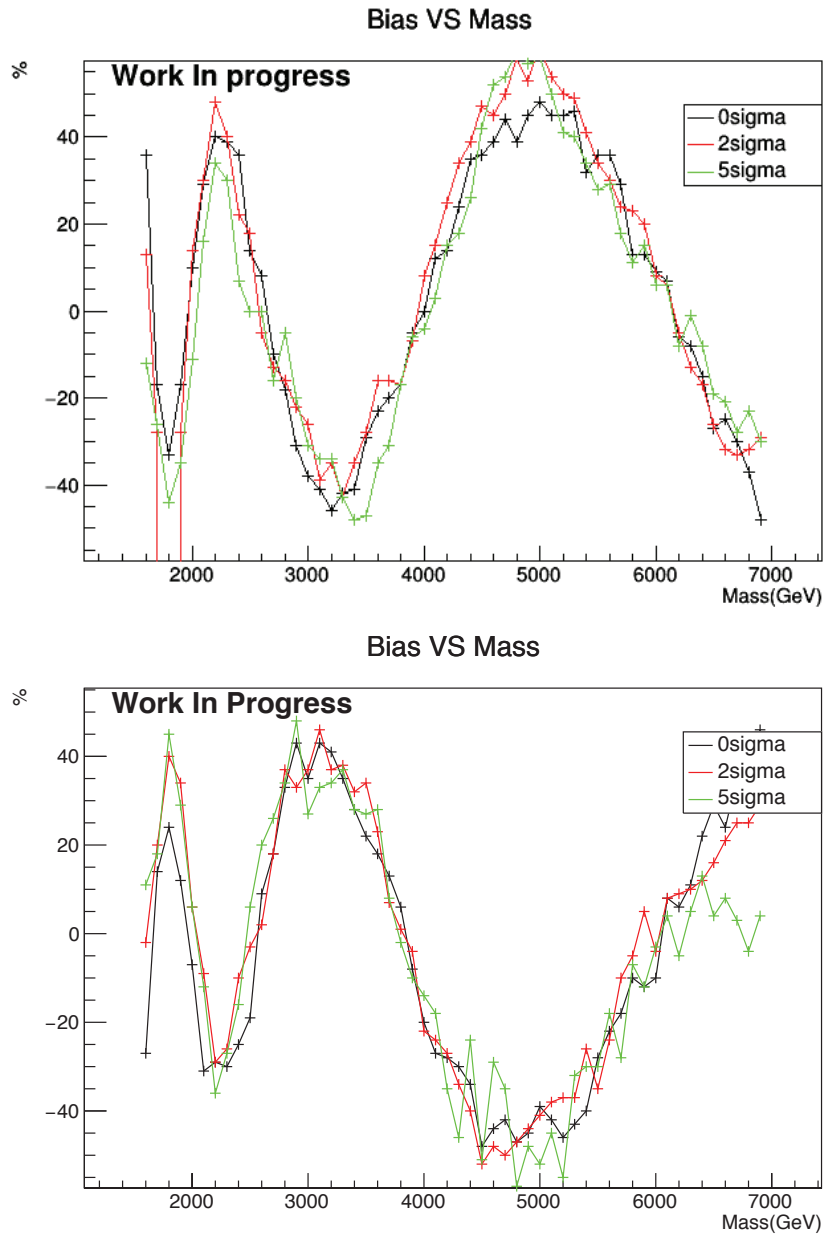 Bias VS Mass
%
Work In progress
0sigma
2sigma
5sigma
40
20
0
-20
-40
2000 3000 4000 5000 6000 7000
Mass(GeV)
Bias VS Mass
%
Work In Progress
0sigma
2sigma
5sigma
40
20
0
-20
-40
2000 3000 4000 5000 6000 7000
Mass(GeV)